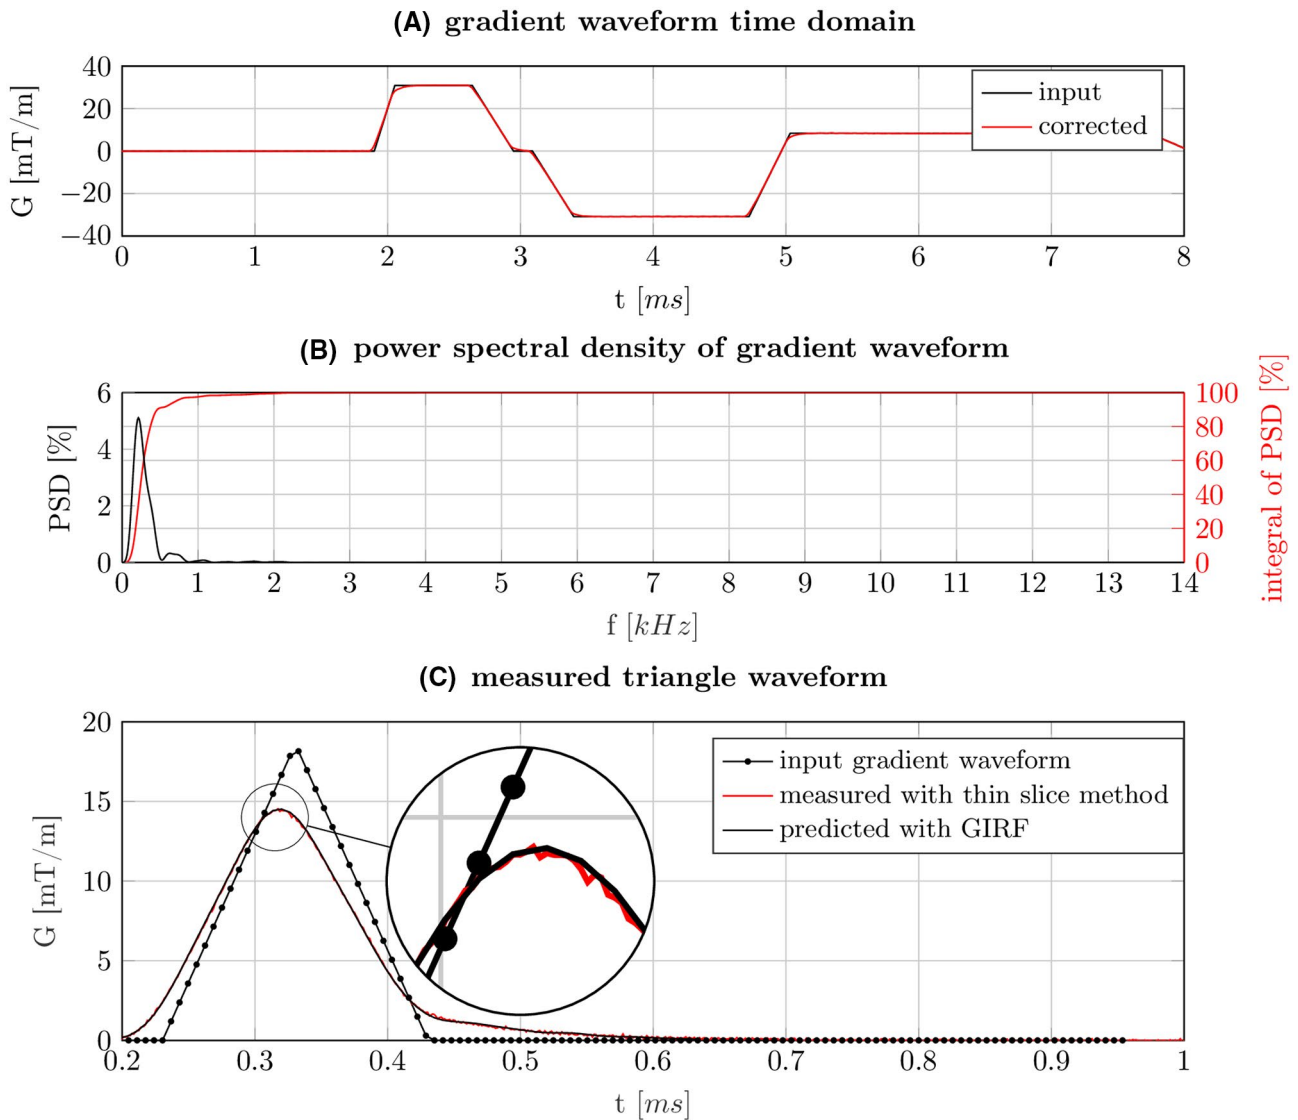 (A) gradient waveform time domain
G [mT/m]
40
20
0
−20
−40
input
corrected
0 1 2 3 4 5 6 7 8
t [ms]
(B) power spectral density of gradient waveform
PSD [%]
6
4
2
0
100
80
60
40
20
0
integral of PSD [%]
0 1 2 3 4 5 6 7 8 9 10 11 12 13 14
f [kHz]
(C) measured triangle waveform
G [mT/m]
20
15
10
5
0
input gradient waveform
measured with thin slice method
predicted with GIRF
0.2 0.3 0.4 0.5 0.6 0.7 0.8 0.9 1
t [ms]